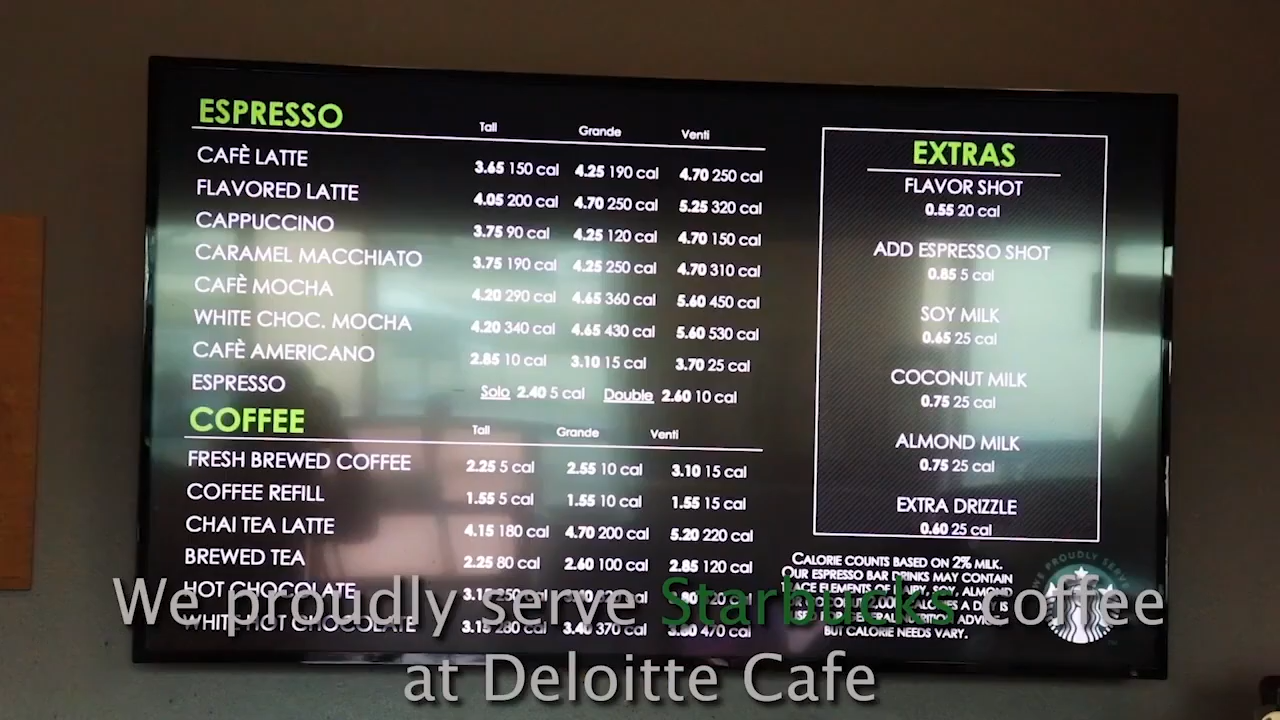 ESPRESSO Tall Grande Venti
CAFÈ LATTE 3.65 150 cal 4.25 190 cal 4.70 250 cal
FLAVORED LATTE 4.05 200 cal 4.70 250 cal 5.25 320 cal
CAPPUCCINO 3.75 90 cal 4.25 120 cal 4.70 150 cal
CARAMEL MACCHIATO 3.75 190 cal 4.25 250 cal 4.70 310 cal
CAFÈ MOCHA 4.20 290 cal 4.65 360 cal 5.60 450 cal
WHITE CHOC. MOCHA 4.20 340 cal 4.65 430 cal 5.60 530 cal
CAFÈ AMERICANO 2.85 10 cal 3.10 15 cal 3.70 25 cal
ESPRESSO Solo 2.40 5 cal Double 2.60 10 cal
COFFEE Tall Grande Venti
FRESH BREWED COFFEE 2.25 5 cal 2.55 10 cal 3.10 15 cal
COFFEE REFILL 1.55 5 cal 1.55 10 cal 1.55 15 cal
CHAI TEA LATTE 4.15 180 cal 4.70 200 cal 5.20 220 cal
BREWED TEA 2.25 80 cal 2.60 100 cal 2.85 120 cal
HOT CHOCOLATE
WHITE HOT CHOCOLATE 3.15 280 cal 3.40 370 cal 470 cal
EXTRAS
FLAVOR SHOT
0.55 20 cal
ADD ESPRESSO SHOT
0.85 5 cal
SOY MILK
0.65 25 cal
COCONUT MILK
0.75 25 cal
ALMOND MILK
0.75 25 cal
EXTRA DRIZZLE
0.60 25 cal
CALORIE COUNTS BASED ON 2% MILK.
OUR ESPRESSO BAR DRINKS MAY CONTAIN
TRACE ELEMENTS OF DAIRY, SOY, ALMOND
GENERAL NUTRITION
BUT CALORIE NEEDS VARY.
WE PROUDLY SERVE
We proudly serve Starbucks coffee
at Deloitte Cafe